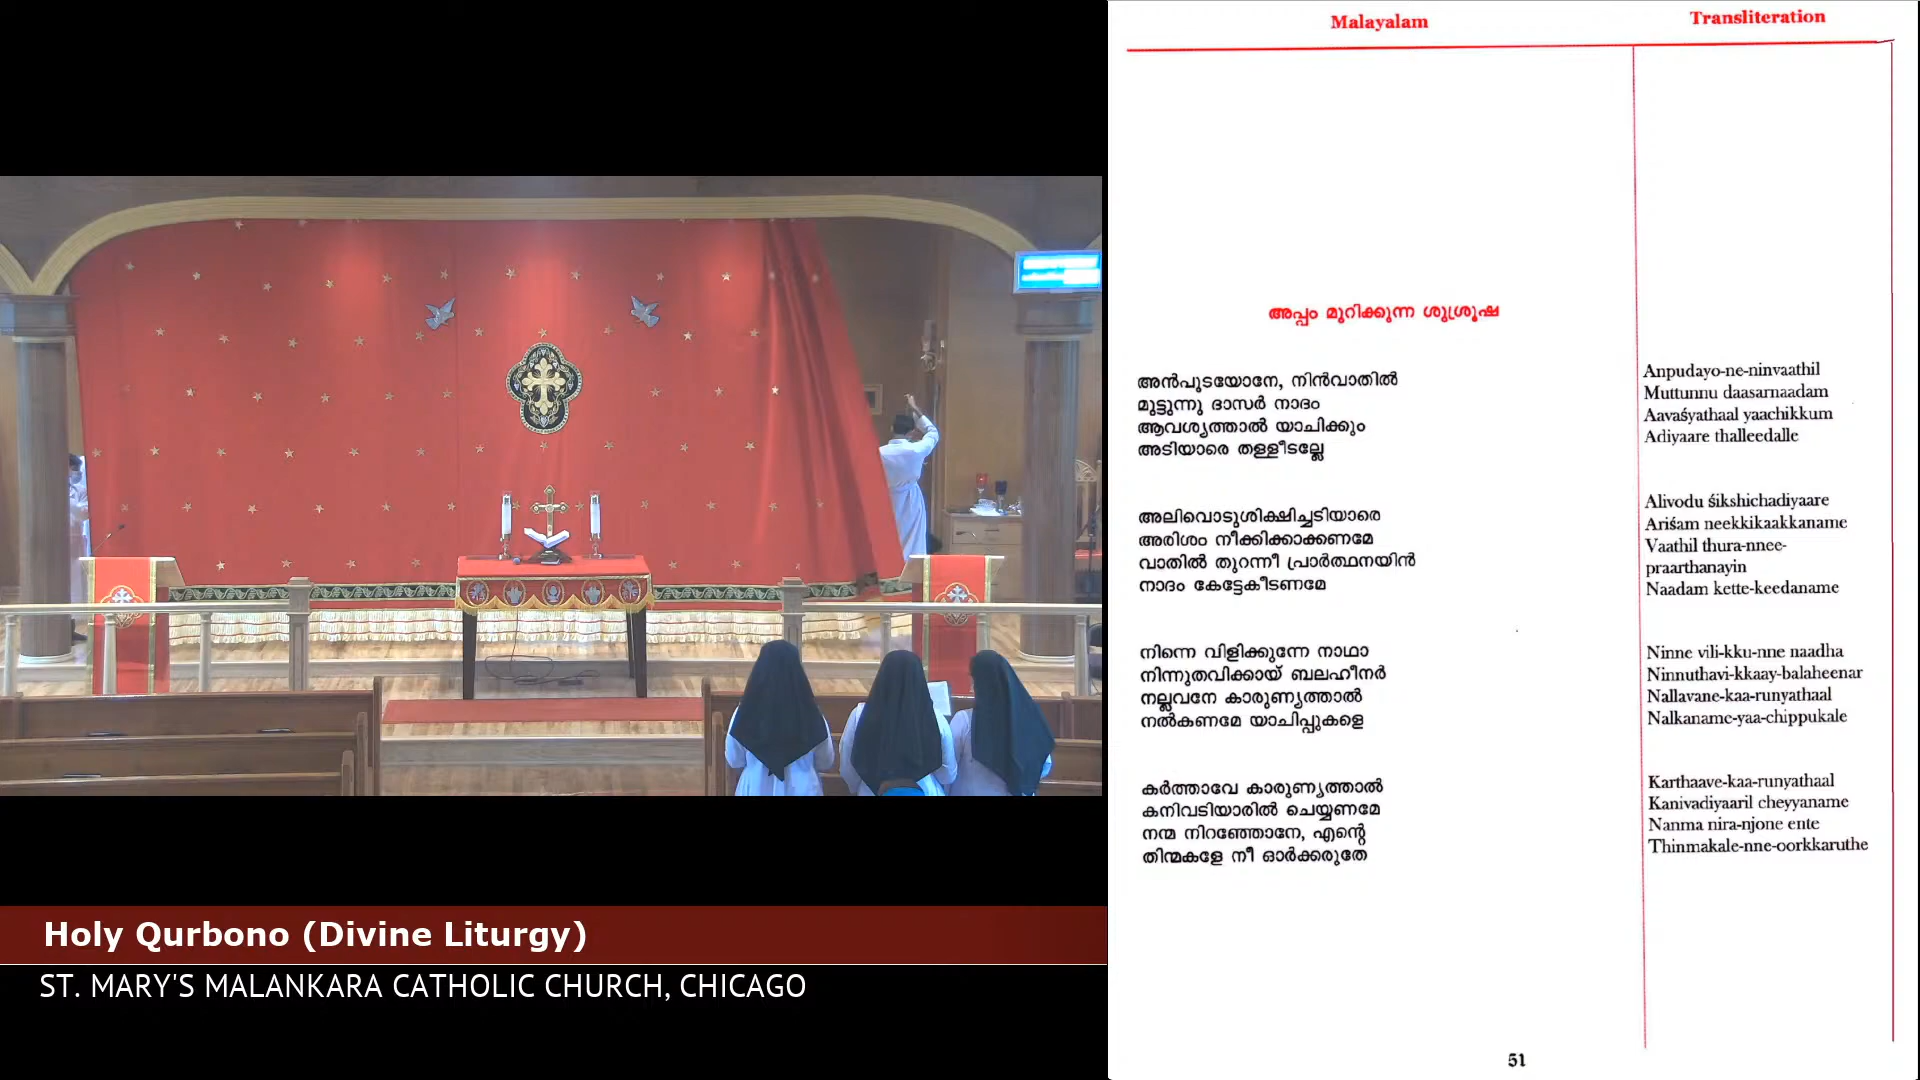 Malayalam
Transliteration
അപ്പം മുറിക്കുന്ന ശുശ്രൂഷ
അൻപുടയോനേ, നിൻവാതിൽ
മുട്ടുന്നു ദാസർ നാദം
ആവശ്യത്താൽ യാചിക്കും
അടിയാരെ തള്ളീടല്ലേ
അലിവൊടുശിക്ഷിച്ചടിയാരെ
അരിശം നീക്കിക്കാക്കണമേ
വാതിൽ തുറന്നീ പ്രാർത്ഥനയിൻ
നാദം കേട്ടേകീടണമേ
നിന്നെ വിളിക്കുന്നേ നാഥാ
നിന്നുതവിക്കായ് ബലഹീനർ
നല്ലവനേ കാരുണ്യത്താൽ
നൽകണമേ യാചിപ്പുകളെ
കർത്താവേ കാരുണ്യത്താൽ
കനിവടിയാരിൽ ചെയ്യണമേ
നന്മ നിറഞ്ഞോനേ, എന്റെ
തിന്മകളേ നീ ഓർക്കരുതേ
Anpudayo-ne-ninvaathil
Muttunnu daasarnaadam
Aavaśyathaal yaachikkum
Adiyaare thalleedalle
Alivodu śikshichadiyaare
Ariśam neekkikaakkaname
Vaathil thura-nnee-
praarthanayin
Naadam kette-keedaname
Ninne vili-kku-nne naadha
Ninnuthavi-kkaay-balaheenar
Nallavane-kaa-runyathaal
Nalkaname-yaa-chippukale
Karthaave-kaa-runyathaal
Kanivadiyaaril cheyyaname
Nanma nira-njone ente
Thinmakale-nne-oorkkaruthe
51
Holy Qurbono (Divine Liturgy)
ST. MARY'S MALANKARA CATHOLIC CHURCH, CHICAGO